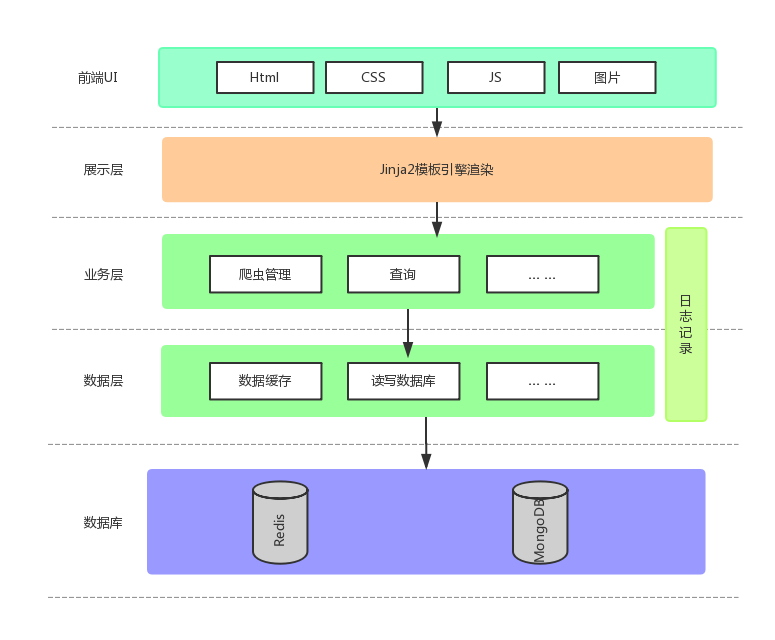 前端UI
Html
CSS
JS
图片
展示层
Jinja2模板引擎渲染
业务层
爬虫管理
查询
... ...
日志记录
数据层
数据缓存
读写数据库
... ...
数据库
Redis
MongoDB